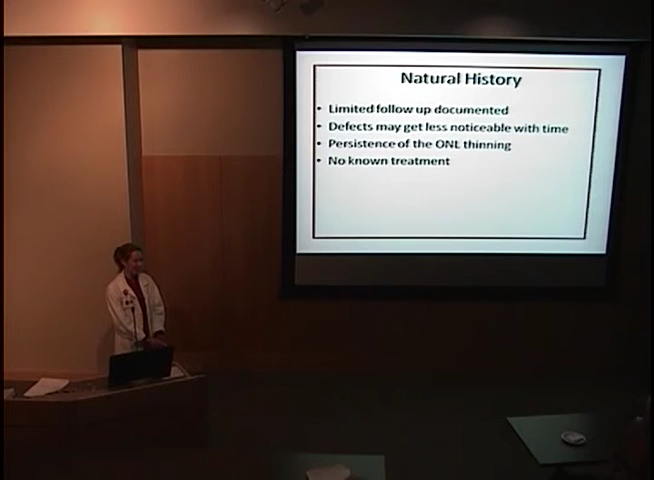 Natural History
• Limited follow up documented
• Defects may get less noticeable with time
• Persistence of the ONL thinning
• No known treatment